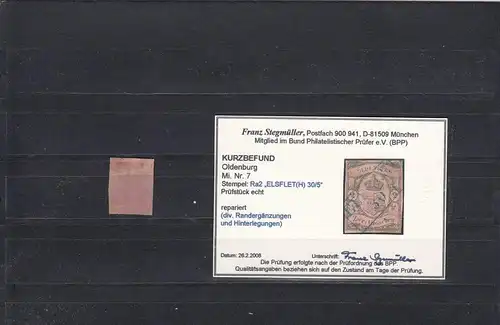 Franz Stegmüller, Postfach 900 941, D-81509 München
Mitglied im Bund Philatelistischer Prüfer e.V. (BPP)
KURZBEFUND
Oldenburg
Mi. Nr. 7
Stempel: Ra2 „ELSFLET(H) 30/5"
Prüfstück echt
repariert
(div. Randergänzungen
und Hinterlegungen)
Datum: 26.2.2008
Unterschrift: Franz Stegmüller
Die Prüfung erfolgte nach der Prüfordnung des BPP.
Qualitätsangaben beziehen sich auf den Zustand am Tage der Prüfung.